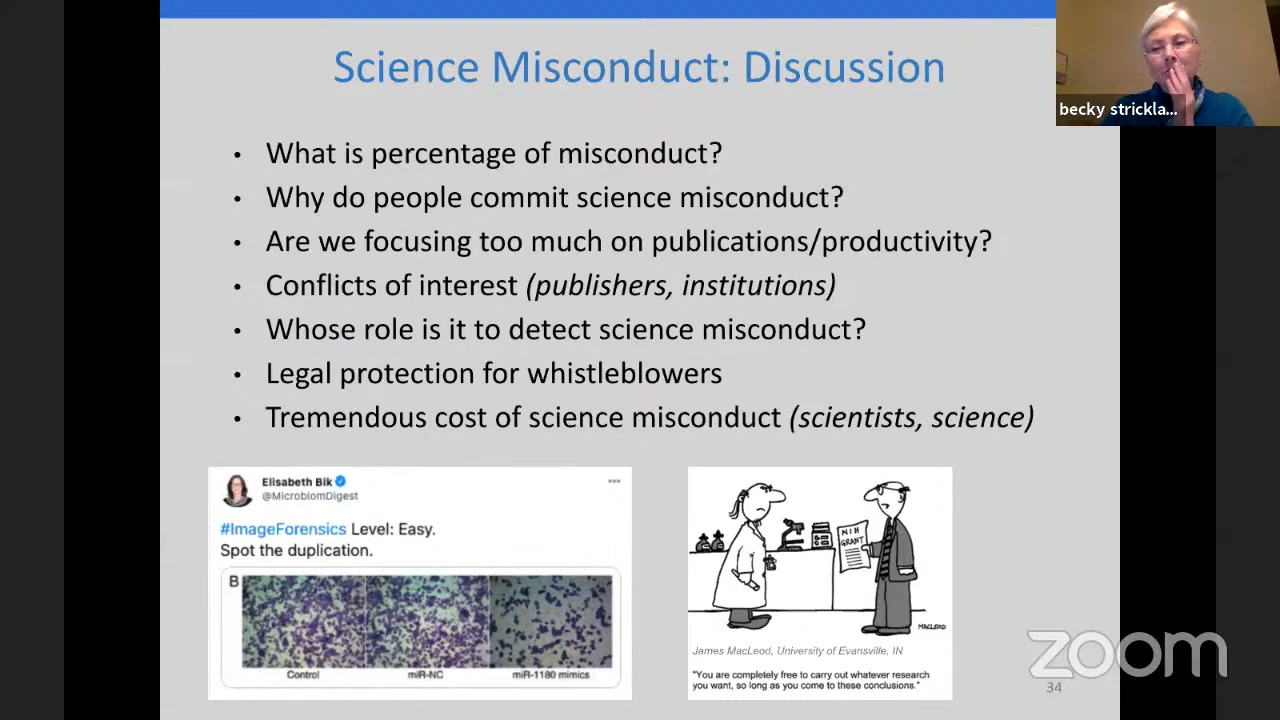 Science Misconduct: Discussion
becky strickla...
• What is percentage of misconduct?
• Why do people commit science misconduct?
• Are we focusing too much on publications/productivity?
• Conflicts of interest (publishers, institutions)
• Whose role is it to detect science misconduct?
• Legal protection for whistleblowers
• Tremendous cost of science misconduct (scientists, science)
Elisabeth Bik
@MicrobiomDigest
#ImageForensics Level: Easy.
Spot the duplication.
B
Control miR-NC miR-1180 mimics
NIH
GRANT
MACLEOD
James MacLeod, University of Evansville, IN
"You are completely free to carry out whatever research
you want, so long as you come to these conclusions."
zoom
34